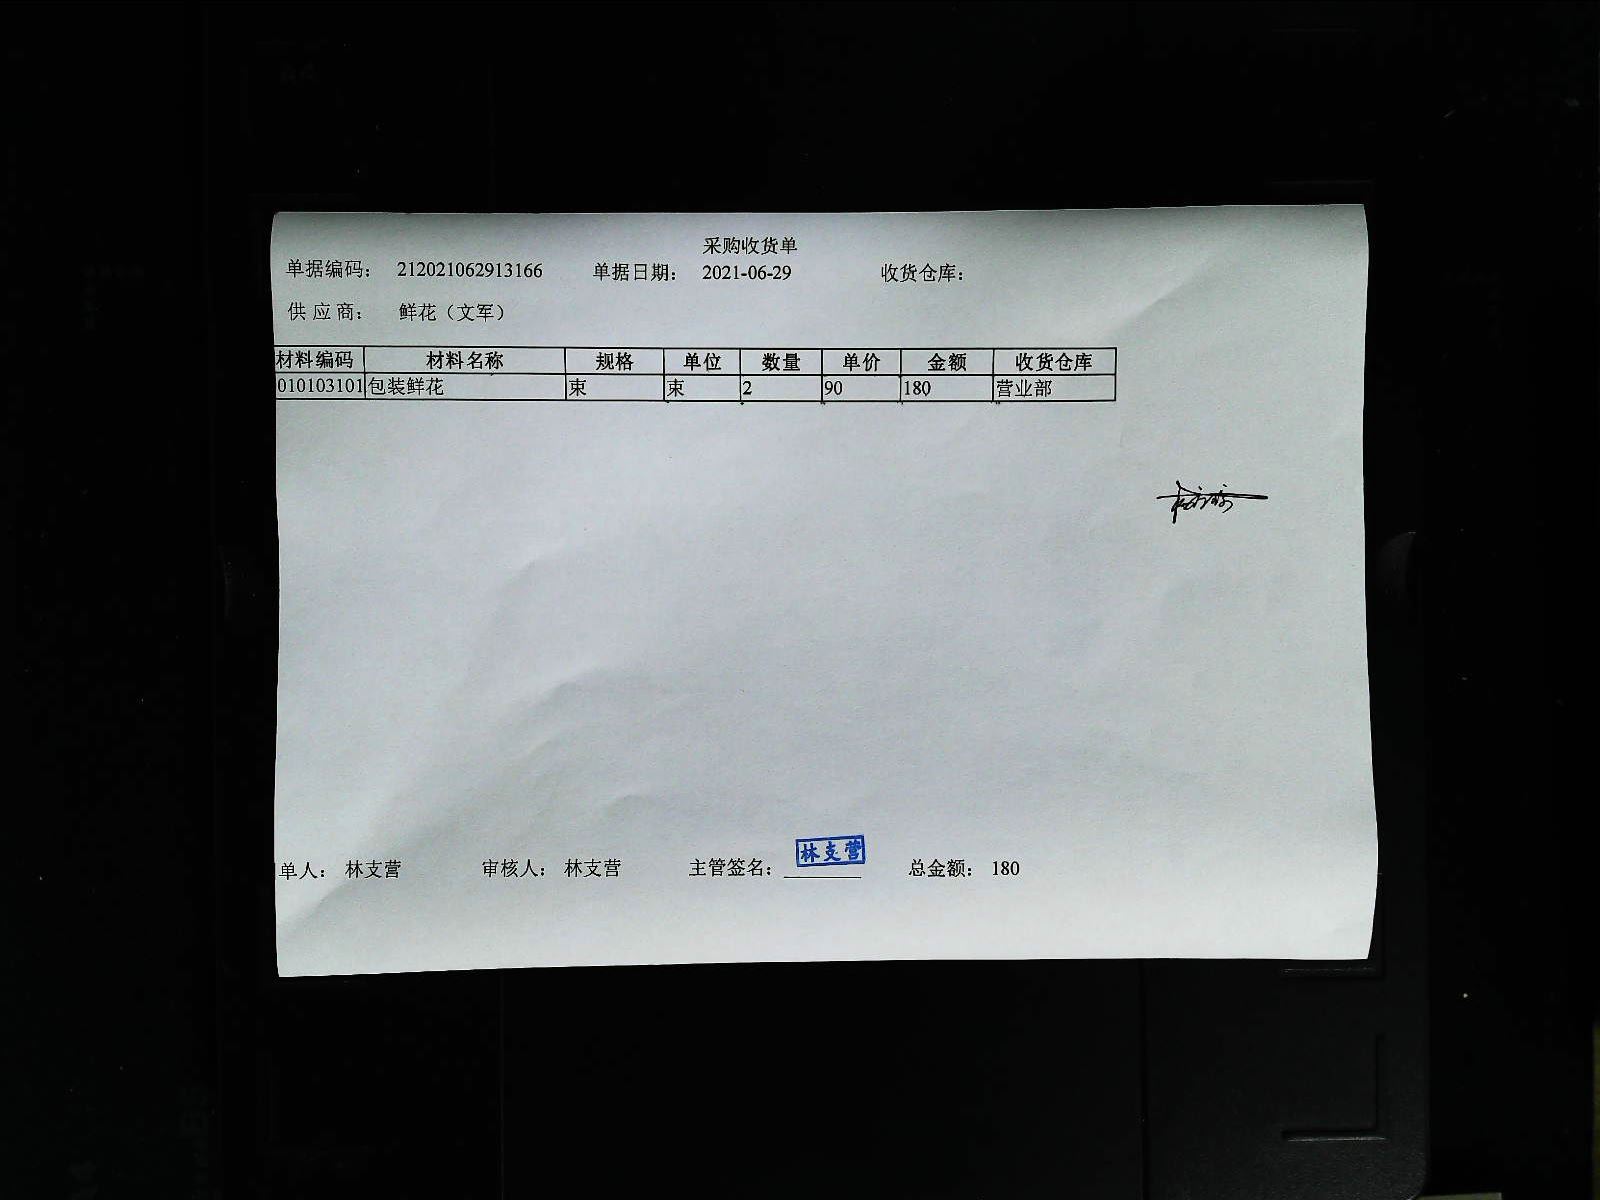 采购收货单
单据编码： 212021062913166 单据日期： 2021-06-29 收货仓库：
供应商： 鲜花（文军）
材料编码 材料名称 规格 单位 数量 单价 金额 收货仓库
010103101 包装鲜花 束 束 2 90 180 营业部
林支营
单人： 林支营 审核人： 林支营 主管签名： 总金额： 180